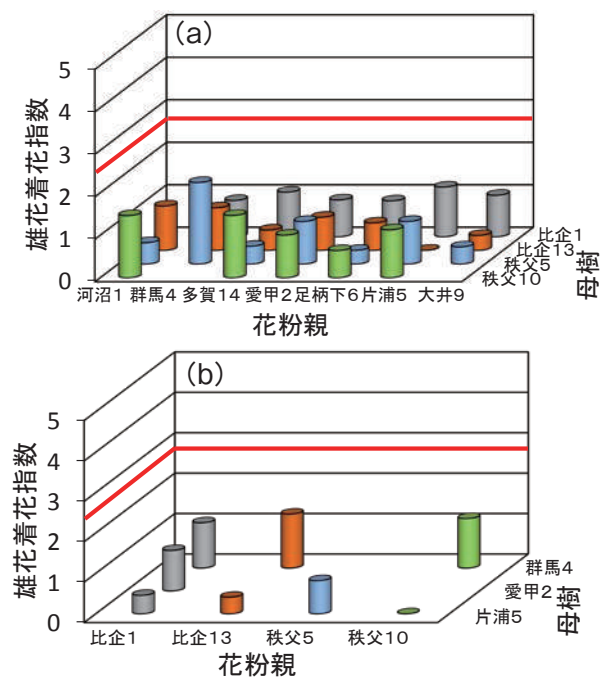 (a)
5
4
3
2
1
0
雄花着花指数
河沼1 群馬4 多賀14 愛甲2 足柄下6 片浦5 大井9
花粉親
比企1
比企13
秩父5
秩父10
母樹
(b)
5
4
3
2
1
0
雄花着花指数
比企1 比企13 秩父5 秩父10
花粉親
群馬4
愛甲2
片浦5
母樹